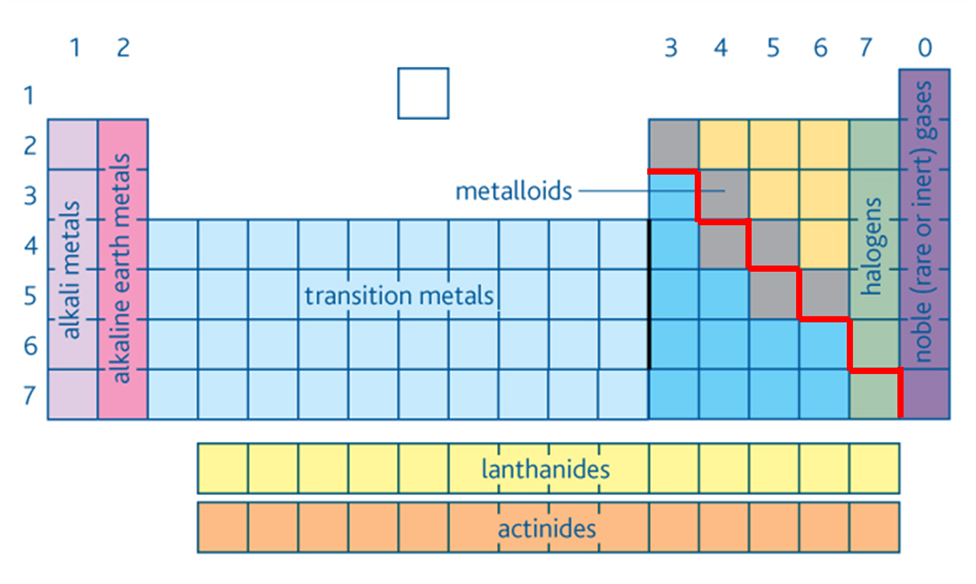 1 2 3 4 5 6 7 0
1
2
3
4
5
6
7
alkali metals
alkaline earth metals
transition metals
metalloids
halogens
noble (rare or inert) gases
lanthanides
actinides